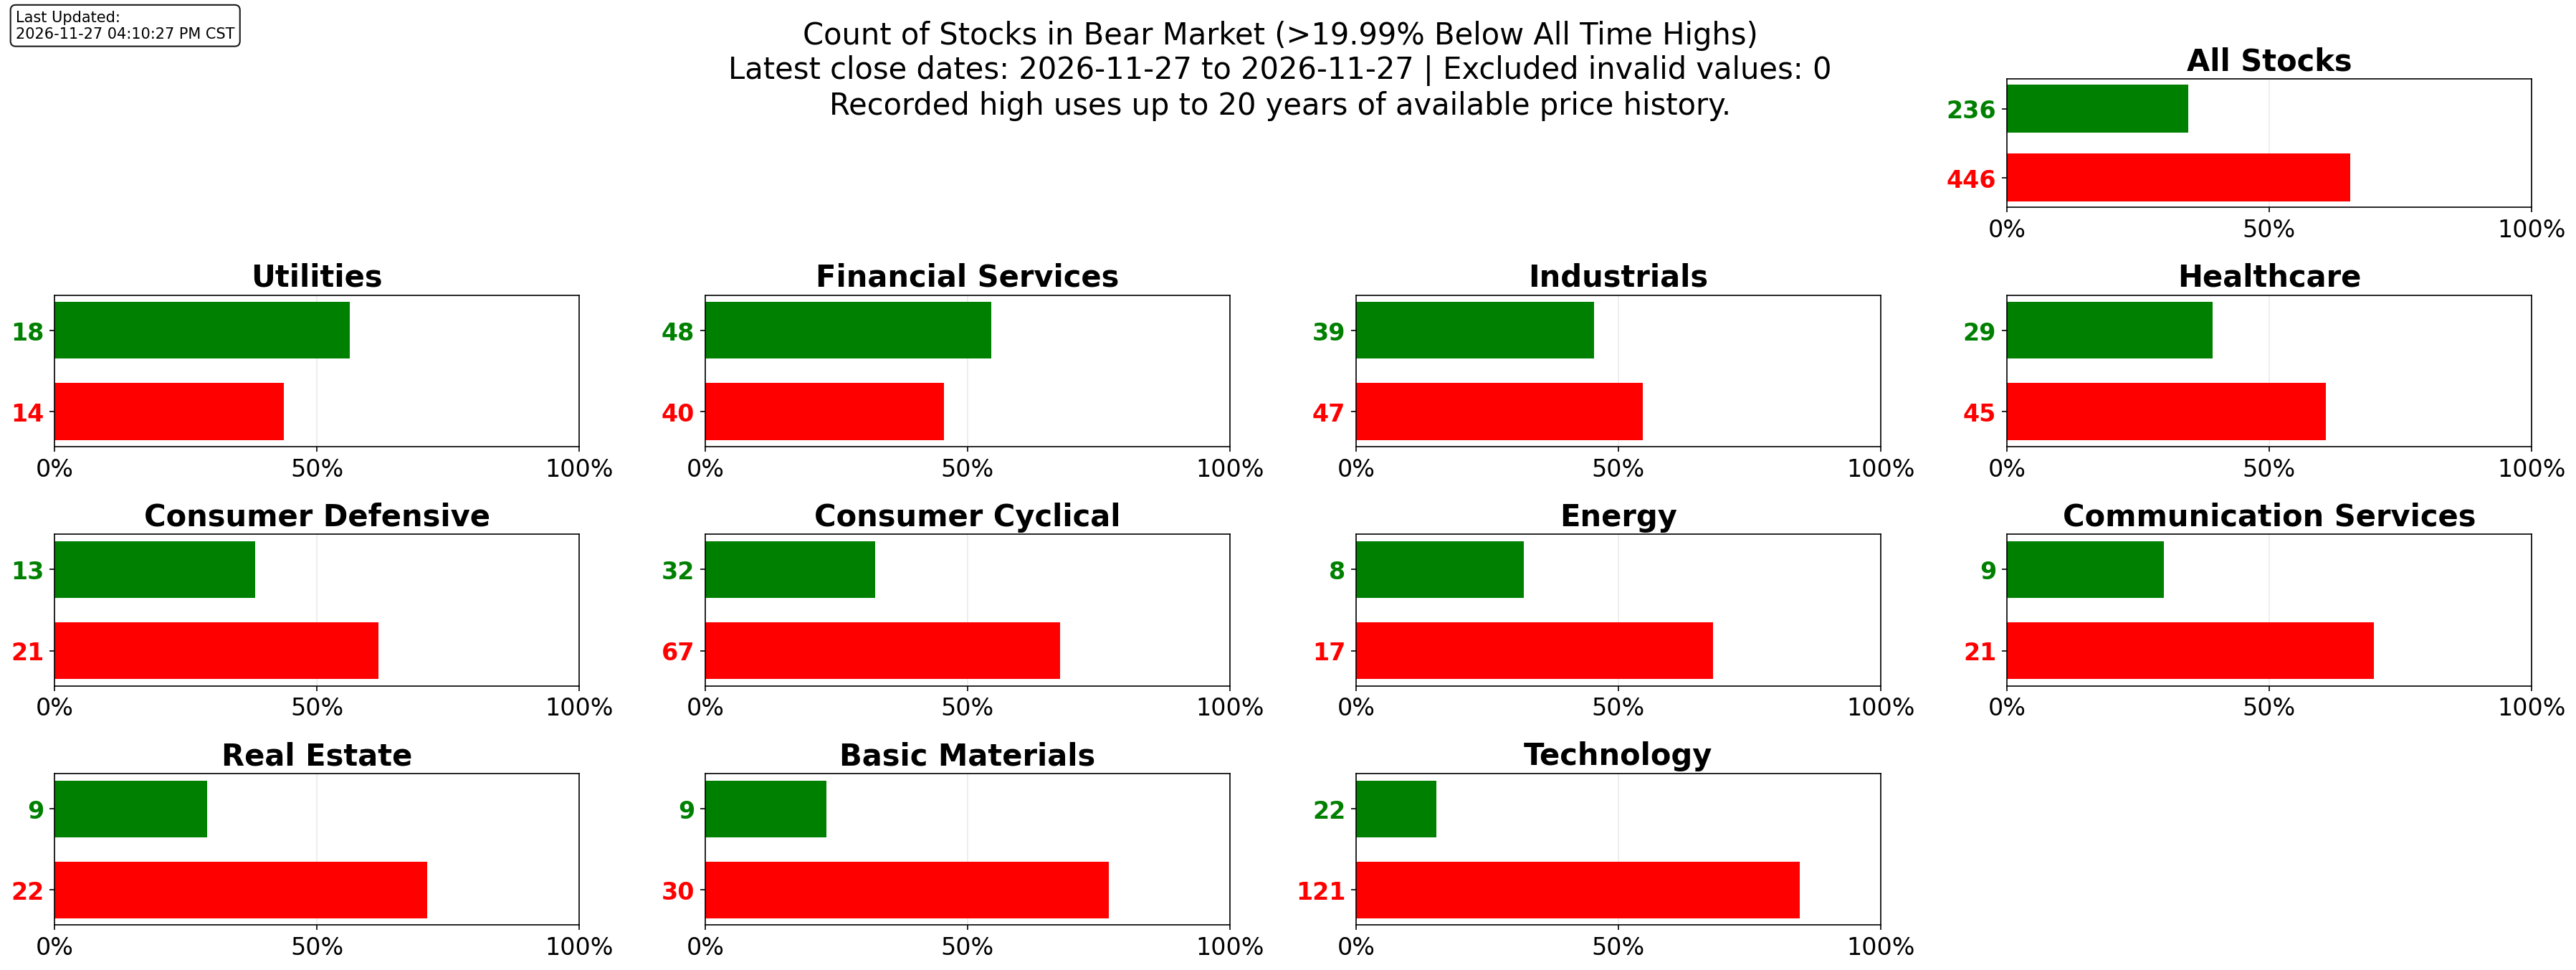 Last Updated:
2026-11-27 04:10:27 PM CST
Count of Stocks in Bear Market (>19.99% Below All Time Highs)
Latest close dates: 2026-11-27 to 2026-11-27 | Excluded invalid values: 0
Recorded high uses up to 20 years of available price history.
All Stocks
236
446
0% 50% 100%
Utilities
18
14
0% 50% 100%
Financial Services
48
40
0% 50% 100%
Industrials
39
47
0% 50% 100%
Healthcare
29
45
0% 50% 100%
Consumer Defensive
13
21
0% 50% 100%
Consumer Cyclical
32
67
0% 50% 100%
Energy
8
17
0% 50% 100%
Communication Services
9
21
0% 50% 100%
Real Estate
9
22
0% 50% 100%
Basic Materials
9
30
0% 50% 100%
Technology
22
121
0% 50% 100%